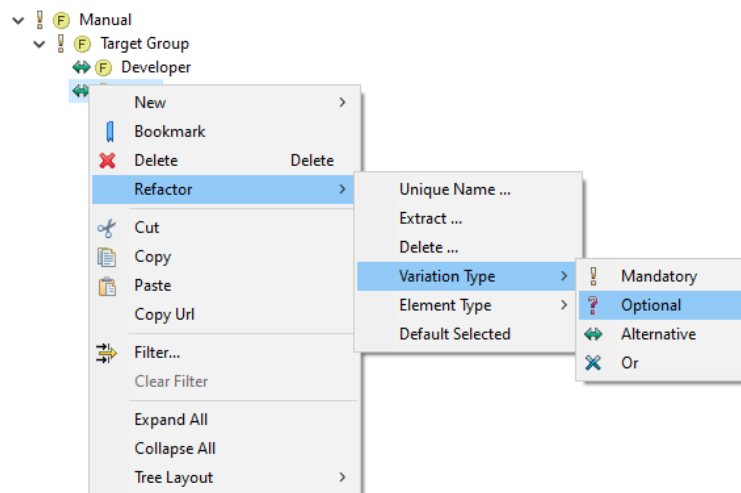 F Manual
F Target Group
F Developer
New
Bookmark
Delete Delete
Refactor
Unique Name ...
Extract ...
Delete ...
Variation Type
Mandatory
Optional
Alternative
Or
Element Type
Default Selected
Cut
Copy
Paste
Copy Url
Filter...
Clear Filter
Expand All
Collapse All
Tree Layout